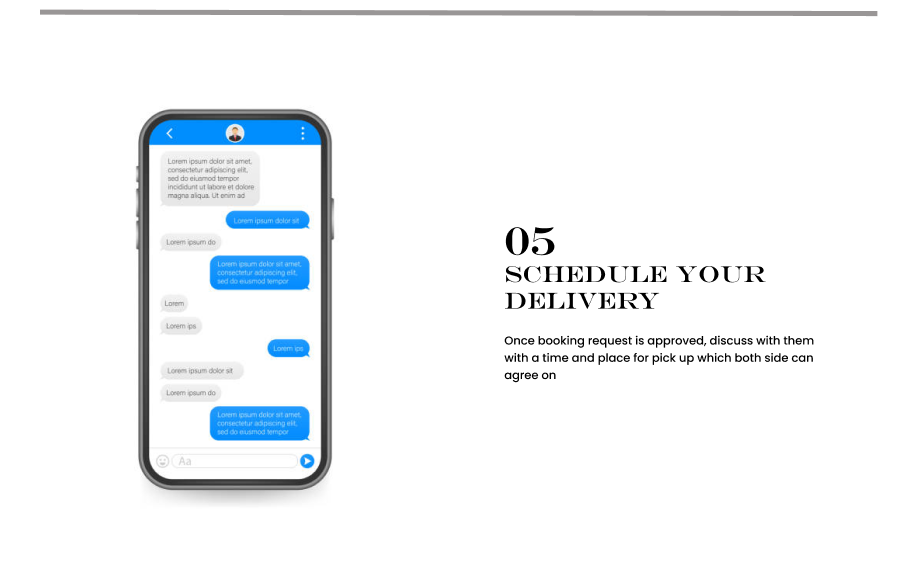 Lorem ipsum dolor sit amet,
consectetur adipiscing elit,
sed do eiusmod tempor
incididunt ut labore et dolore
magna aliqua. Ut enim ad
Lorem ipsum dolor sit
Lorem ipsum do
Lorem ipsum dolor sit amet,
consectetur adipiscing elit,
sed do eiusmod tempor
Lorem
Lorem ips
Lorem ips
Lorem ipsum dolor sit
Lorem ipsum do
Lorem ipsum dolor sit amet,
consectetur adipiscing elit,
sed do eiusmod tempor
Aa
05
SCHEDULE YOUR
DELIVERY
Once booking request is approved, discuss with them
with a time and place for pick up which both side can
agree on